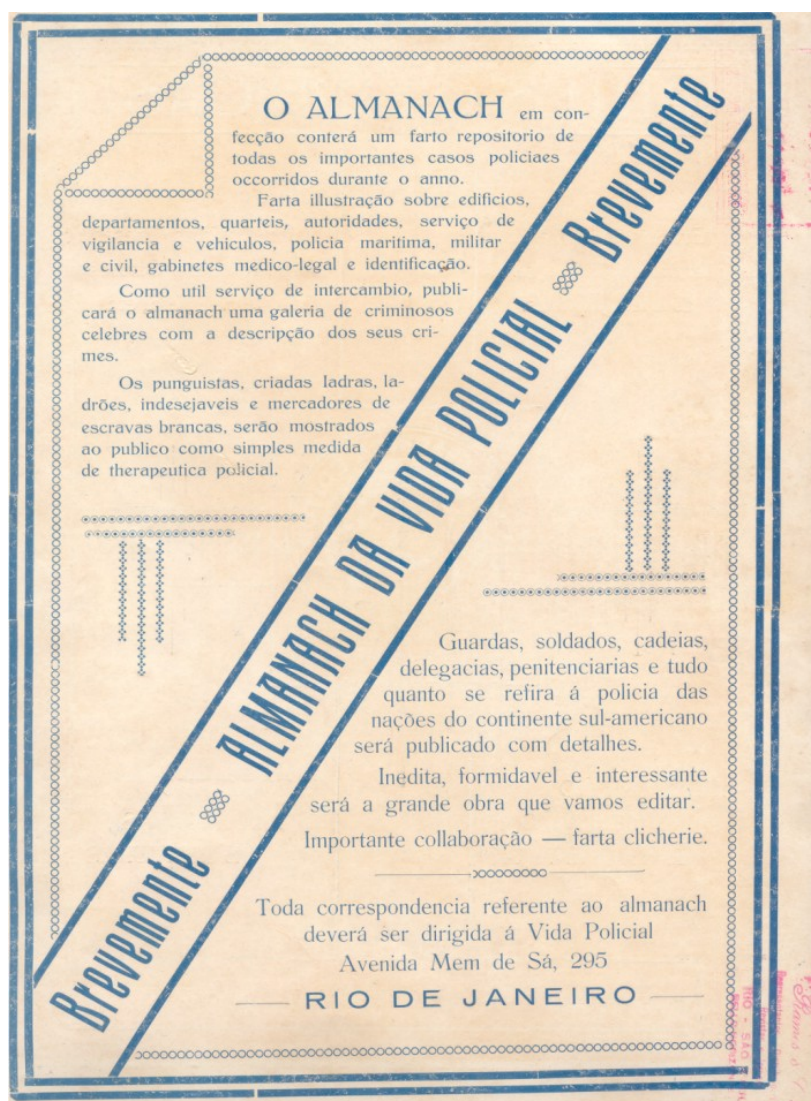 O ALMANACH em con-
fecção conterá um farto repositorio de
todas os importantes casos policiaes
occorridos durante o anno.
Farta illustração sobre edificios,
departamentos, quarteis, autoridades, serviço de
vigilancia e vehiculos, policia maritima, militar
e civil, gabinetes medico-legal e identificação.
Como util serviço de intercambio, publi-
cará o almanach uma galeria de criminosos
celebres com a descripção dos seus cri-
mes.
Os punguistas, criadas ladras, la-
drões, indesejaveis e mercadores de
escravas brancas, serão mostrados
ao publico como simples medida
de therapeutica policial.
Brevemente ALMANACH DA VIDA POLICIAL Brevemente
Guardas, soldados, cadeias,
delegacias, penitenciarias e tudo
quanto se refira á policia das
nações do continente sul-americano
será publicado com detalhes.
Inedita, formidavel e interessante
será a grande obra que vamos editar.
Importante collaboração — farta clicherie.
Toda correspondencia referente ao almanach
deverá ser dirigida á Vida Policial
Avenida Mem de Sá, 295
RIO DE JANEIRO